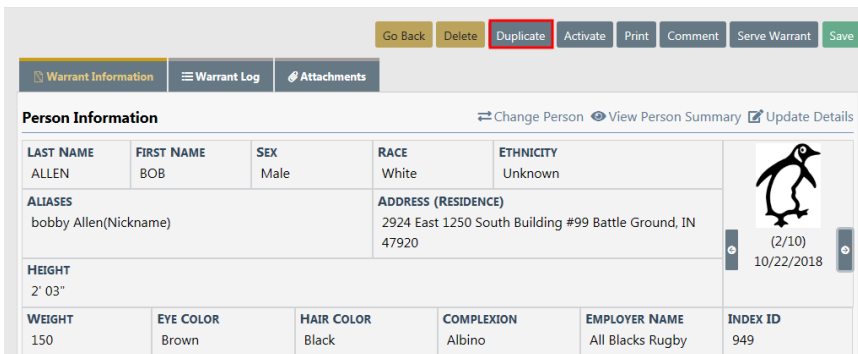 Go Back Delete Duplicate Activate Print Comment Serve Warrant Save
Warrant Information Warrant Log Attachments
Person Information Change Person View Person Summary Update Details
LAST NAME FIRST NAME SEX RACE ETHNICITY
ALLEN BOB Male White Unknown
ALIASES ADDRESS (RESIDENCE)
bobby Allen(Nickname) 2924 East 1250 South Building #99 Battle Ground, IN
47920
(2/10)
10/22/2018
HEIGHT
2' 03"
WEIGHT EYE COLOR HAIR COLOR COMPLEXION EMPLOYER NAME INDEX ID
150 Brown Black Albino All Blacks Rugby 949